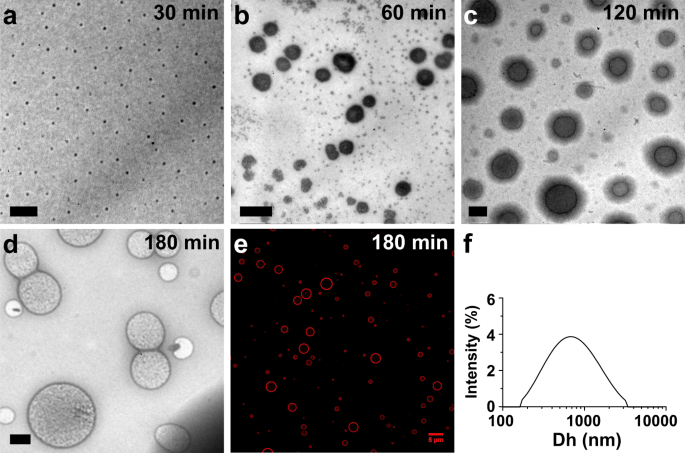 a 30 min
b 60 min
c 120 min
d 180 min
e 180 min
5 µm
f
Intensity (%)
6
4
2
0
100 1000 10000
Dh (nm)